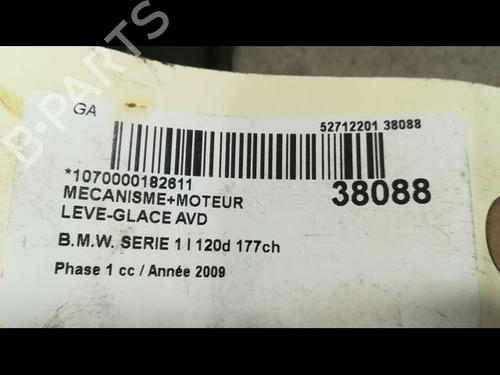 GA
52712201 38088
*1070000182611
38088
MECANISME+MOTEUR
LEVE-GLACE AVD
B.M.W. SERIE 1 I 120d 177ch
Phase 1 cc / Année 2009
B-PARTS